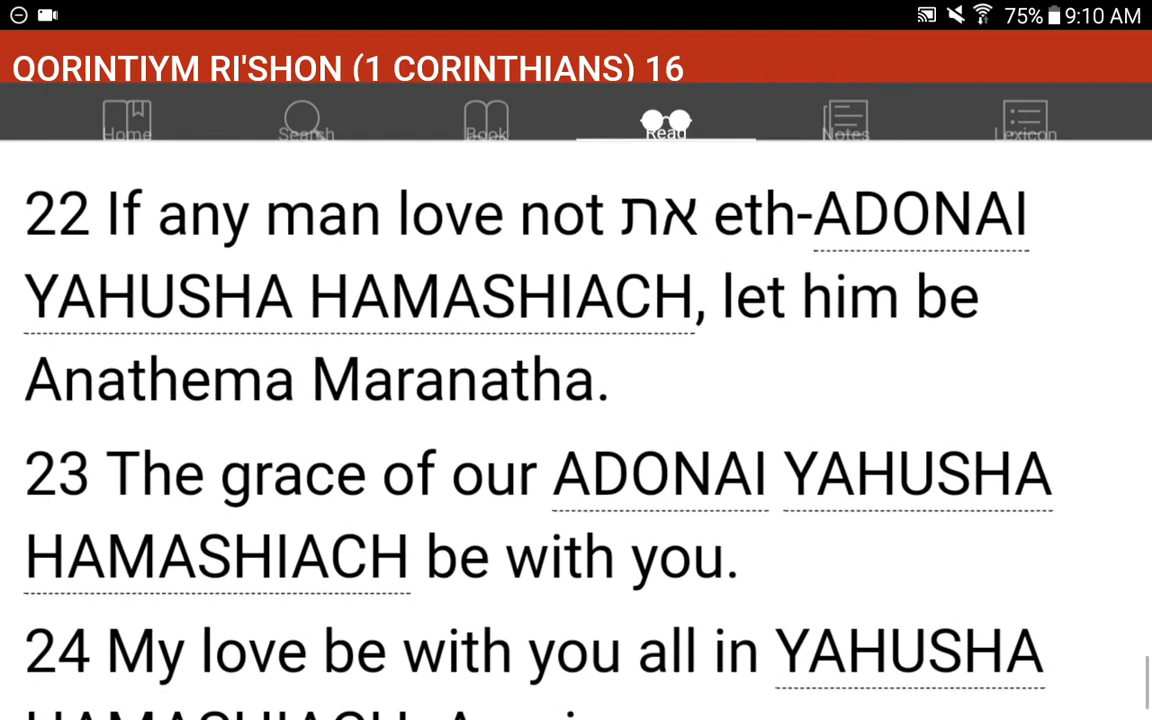 75% 9:10 AM
QORINTIYM RI'SHON (1 CORINTHIANS) 16
Home Search Book Read Notes Lexicon
22 If any man love not את eth-ADONAI
YAHUSHA HAMASHIACH, let him be
Anathema Maranatha.
23 The grace of our ADONAI YAHUSHA
HAMASHIACH be with you.
24 My love be with you all in YAHUSHA
HAMASHIACH